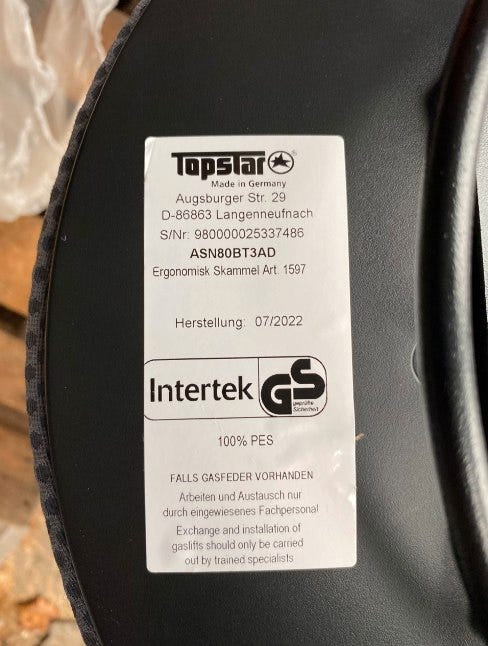 Topstar
Made in Germany
Augsburger Str. 29
D-86863 Langenneufnach
S/Nr: 980000025337486
ASN80BT3AD
Ergonomisk Skammel Art. 1597
Herstellung: 07/2022
Intertek GS
geprüfte
Sicherheit
100% PES
FALLS GASFEDER VORHANDEN
Arbeiten und Austausch nur
durch eingewiesenes Fachpersonal
Exchange and installation of
gaslifts should only be carried
out by trained specialists